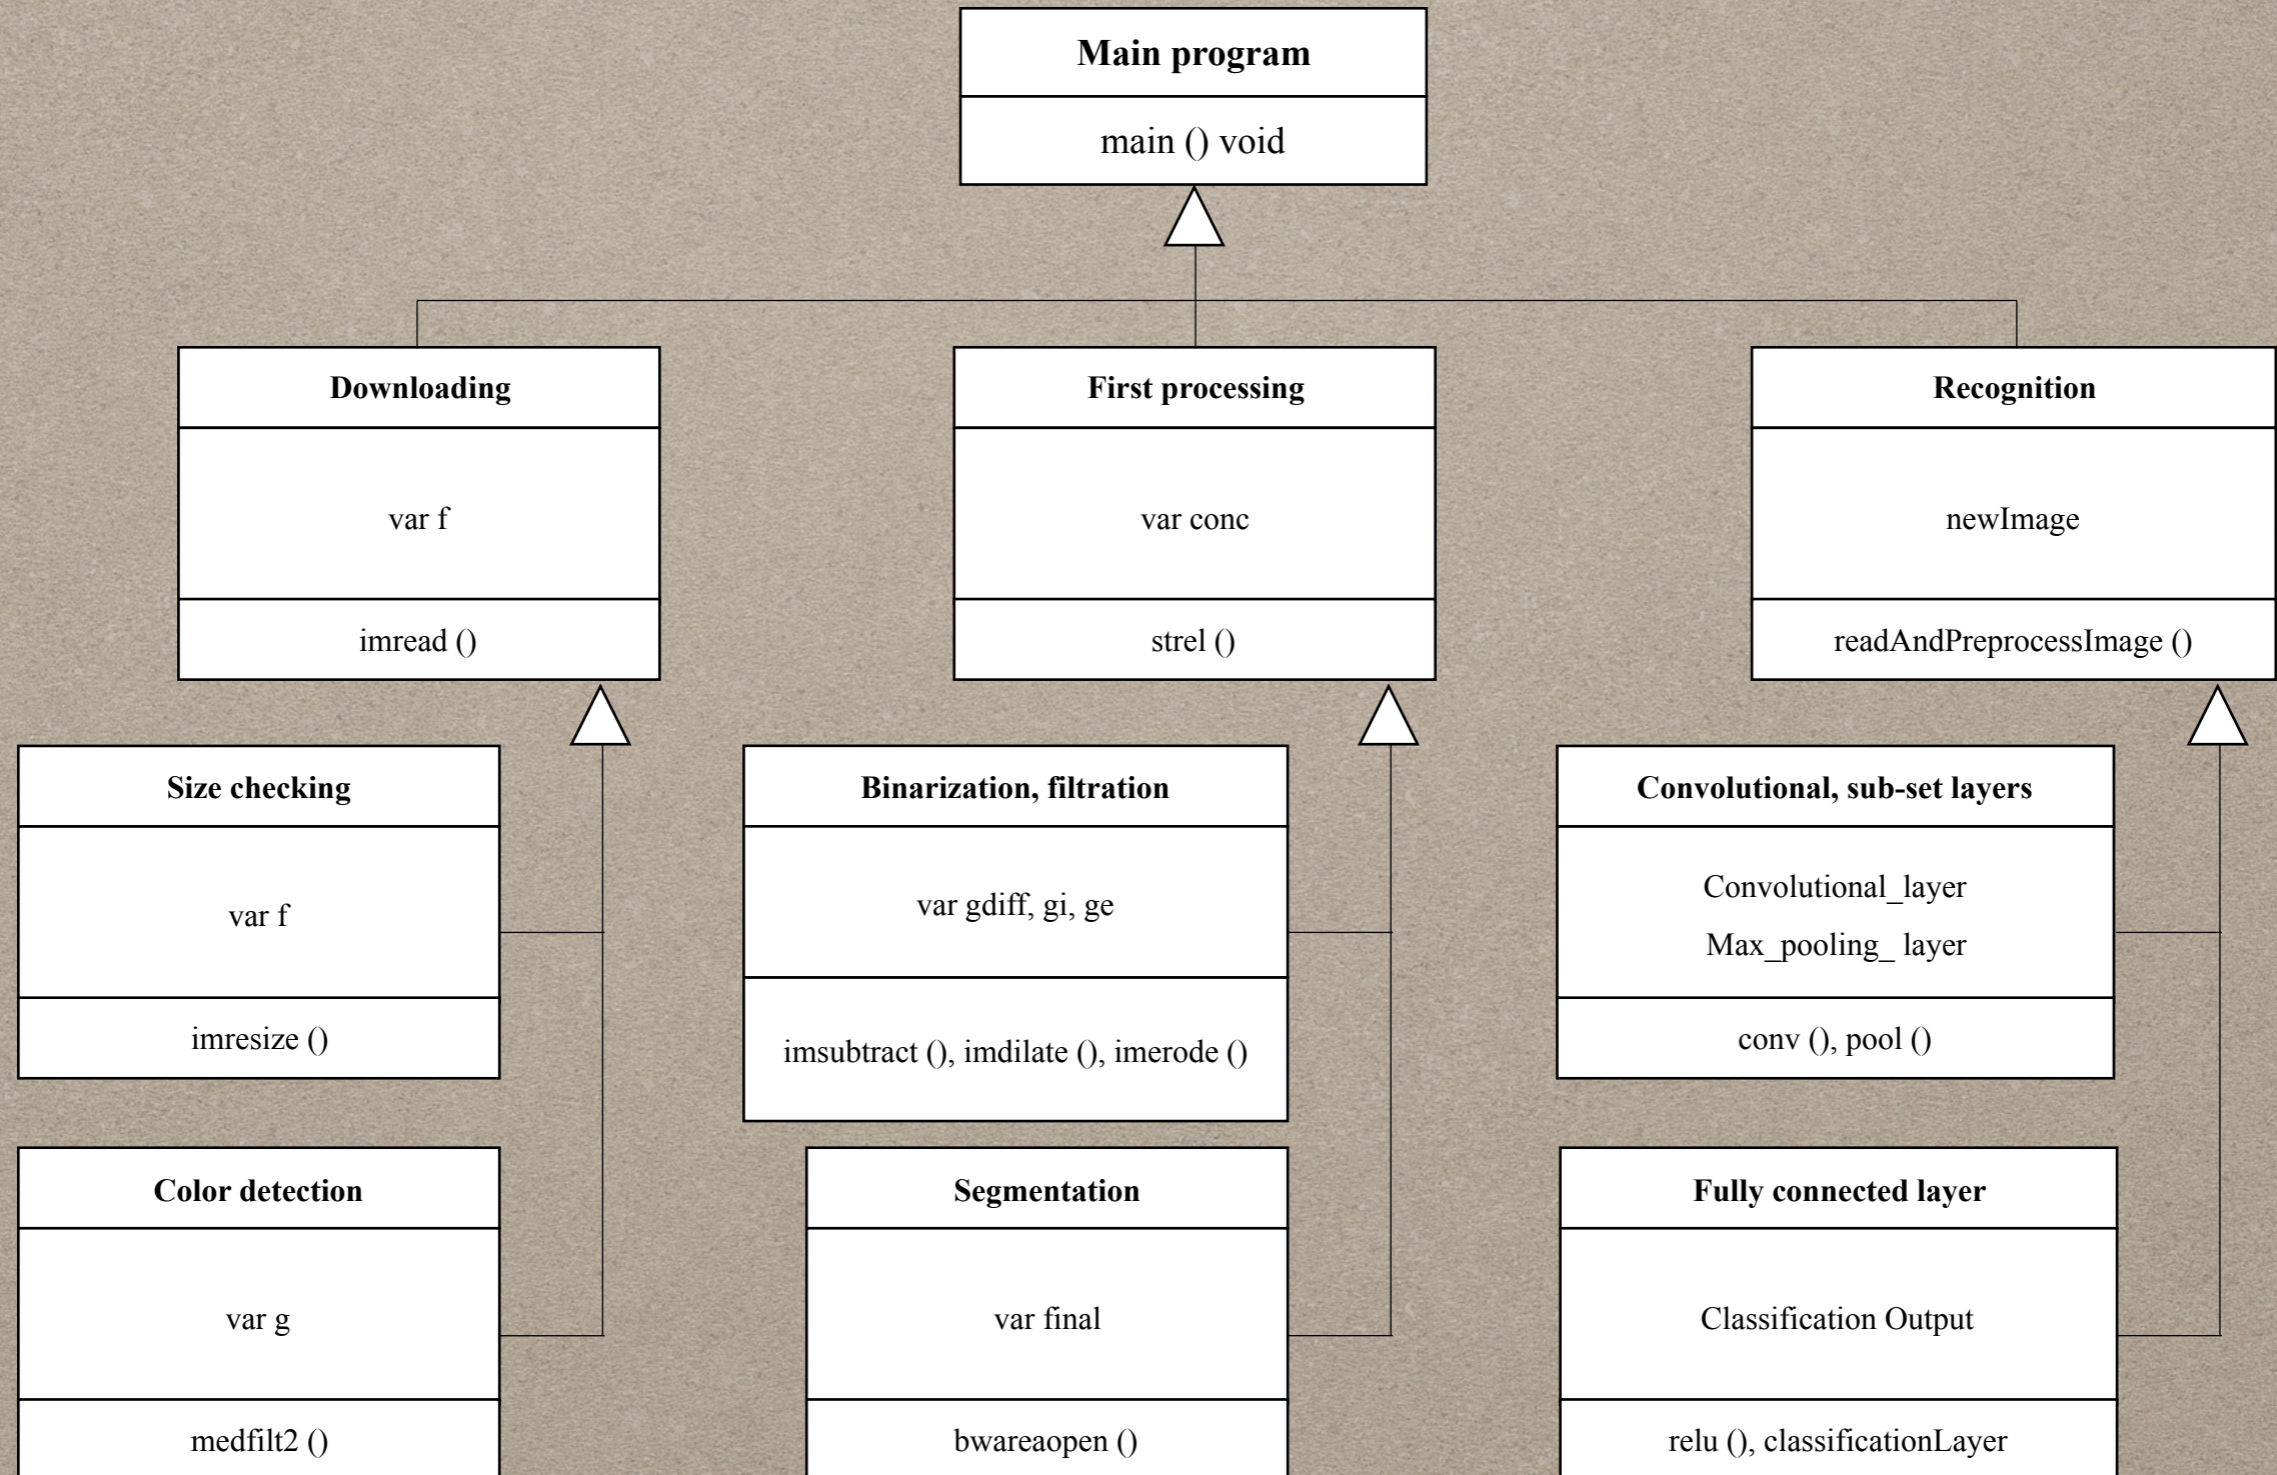 Main program
main () void
Downloading
var f
imread ()
First processing
var conc
strel ()
Recognition
newImage
readAndPreprocessImage ()
Size checking
var f
imresize ()
Binarization, filtration
var gdiff, gi, ge
imsubtract (), imdilate (), imerode ()
Convolutional, sub-set layers
Convolutional_layer
Max_pooling_ layer
conv (), pool ()
Color detection
var g
medfilt2 ()
Segmentation
var final
bwareaopen ()
Fully connected layer
Classification Output
relu (), classificationLayer